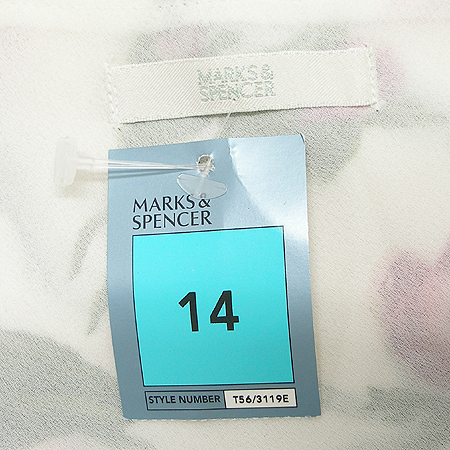 MARKS &
SPENCER
MARKS &
SPENCER
14
STYLE NUMBER T56/3119E